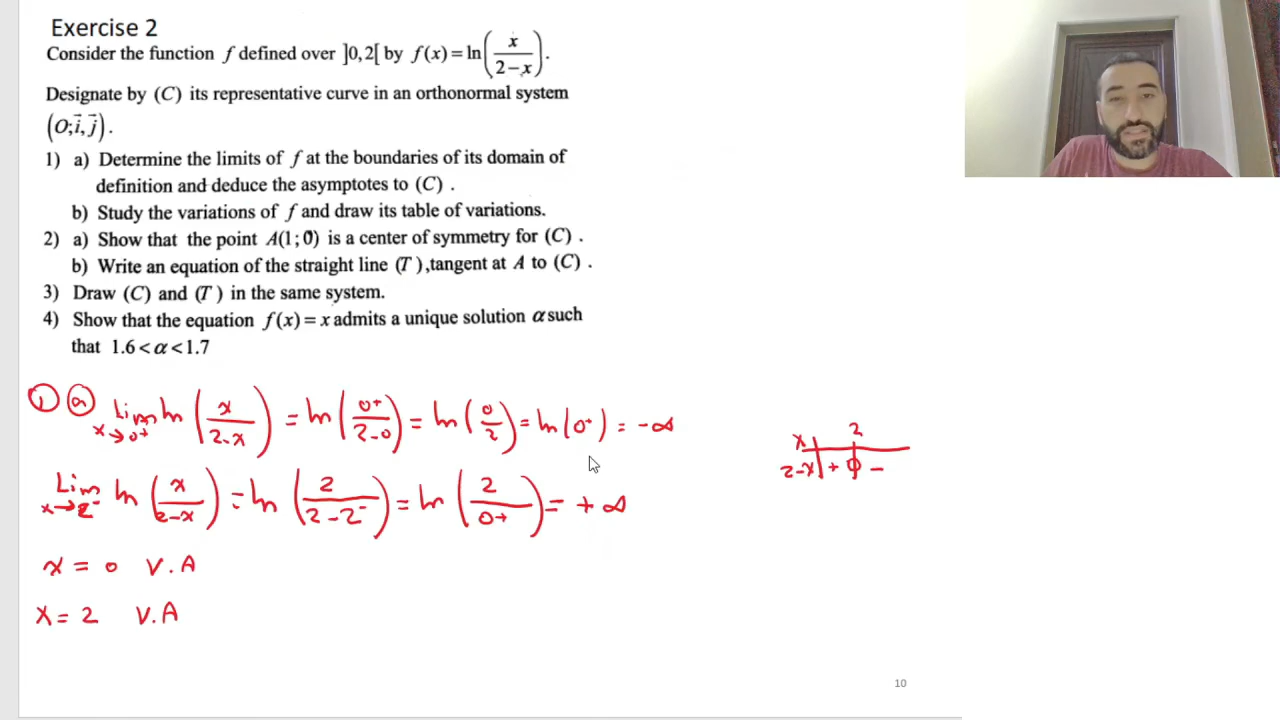 Exercise 2
Consider the function f defined over ]0,2[ by f(x) = ln(x/(2−x)).
Designate by (C) its representative curve in an orthonormal system
(O; i⃗, j⃗).
1) a) Determine the limits of f at the boundaries of its domain of
definition and deduce the asymptotes to (C) .
b) Study the variations of f and draw its table of variations.
2) a) Show that the point A(1 ; 0) is a center of symmetry for (C) .
b) Write an equation of the straight line (T ) ,tangent at A to (C) .
3) Draw (C) and (T ) in the same system.
4) Show that the equation f(x) = x admits a unique solution α such
that 1.6 < α < 1.7
① ⓐ Lim x→0+ ln(x/(2-x)) = ln(0+/(2-0)) = ln(0/2) = ln(0+) = -∞
Lim x→2- ln(x/(2-x)) = ln(2/(2-2-)) = ln(2/0+) = +∞
x = 0 V.A
x = 2 V.A
x 2
2-x + 0 -
10